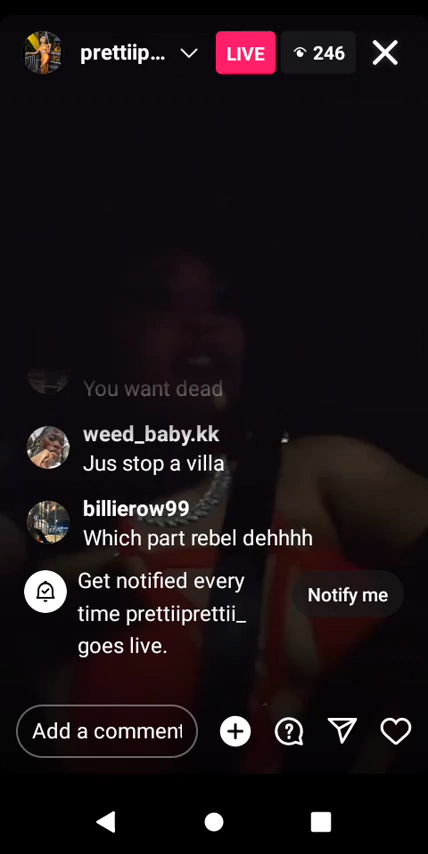 prettiip...
LIVE
246
You want dead
weed_baby.kk
Jus stop a villa
billierow99
Which part rebel dehhhh
Get notified every
time prettiiprettii_
goes live.
Notify me
Add a comment